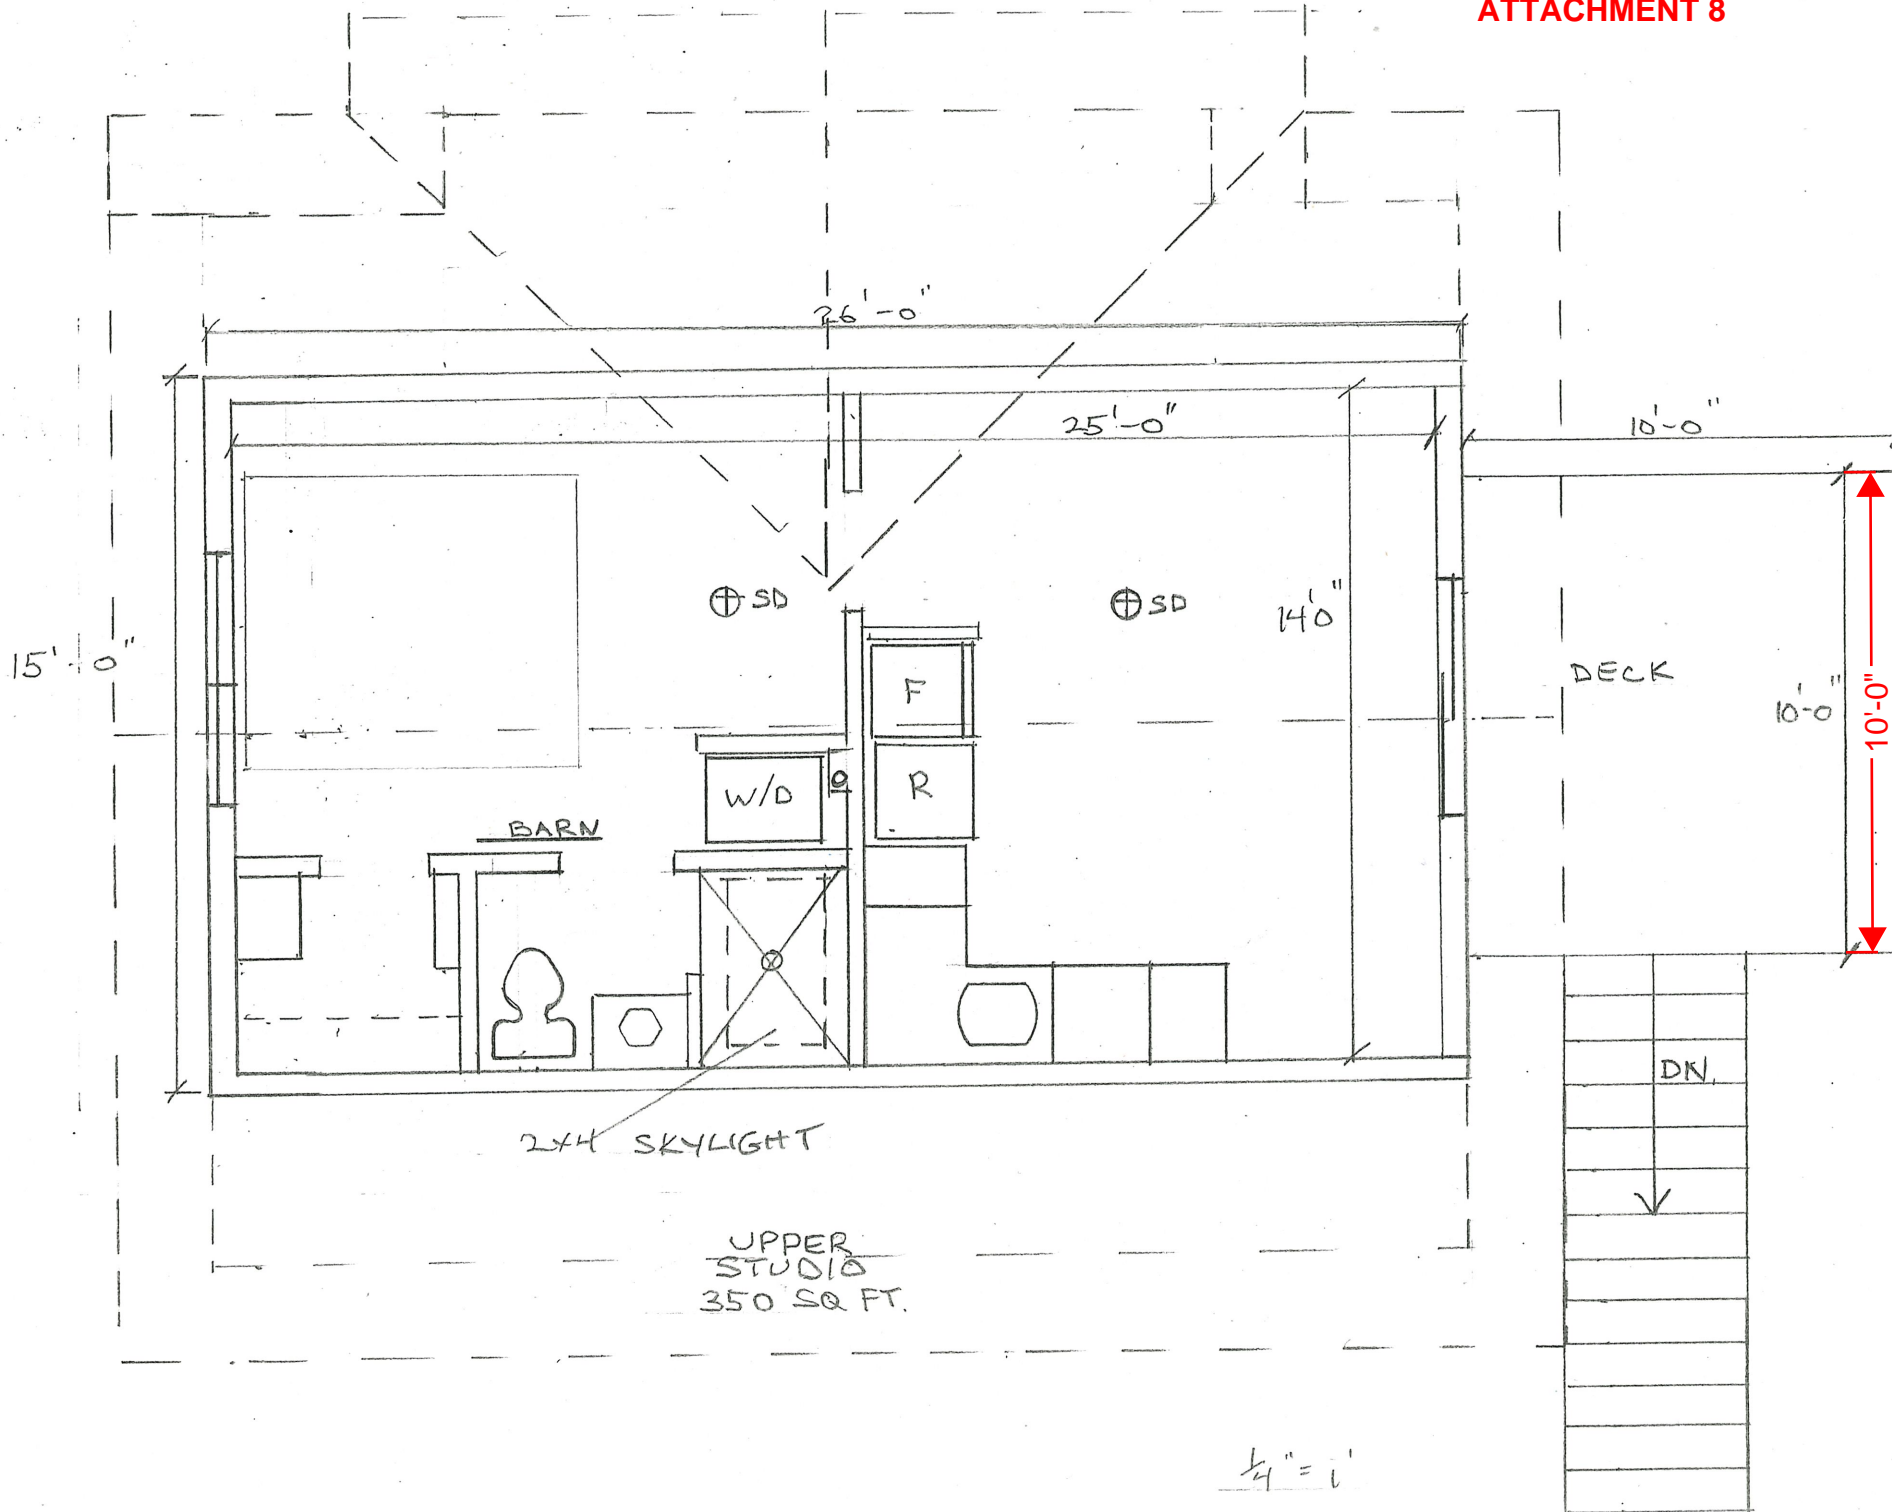 ATTACHMENT 8
26'-0"
25'-0"
10'-0"
SD
SD
14'0"
15'-0"
F
DECK
10'-0"
10'-0"
W/D
R
BARN
DN.
2X4 SKYLIGHT
UPPER
STUDIO
350 SQ FT.
1/4" = 1'